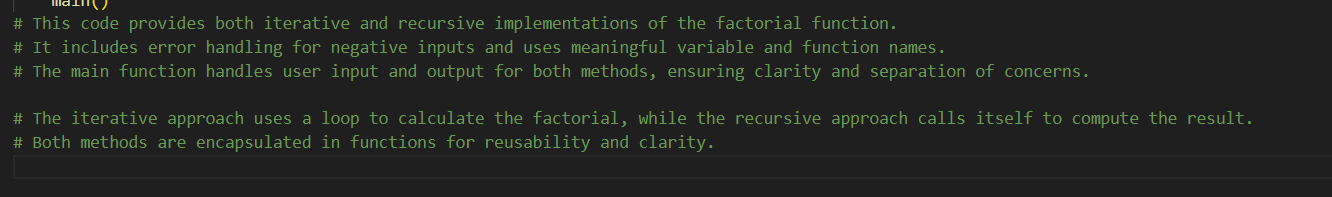 main()
# This code provides both iterative and recursive implementations of the factorial function.
# It includes error handling for negative inputs and uses meaningful variable and function names.
# The main function handles user input and output for both methods, ensuring clarity and separation of concerns.
# The iterative approach uses a loop to calculate the factorial, while the recursive approach calls itself to compute the result.
# Both methods are encapsulated in functions for reusability and clarity.